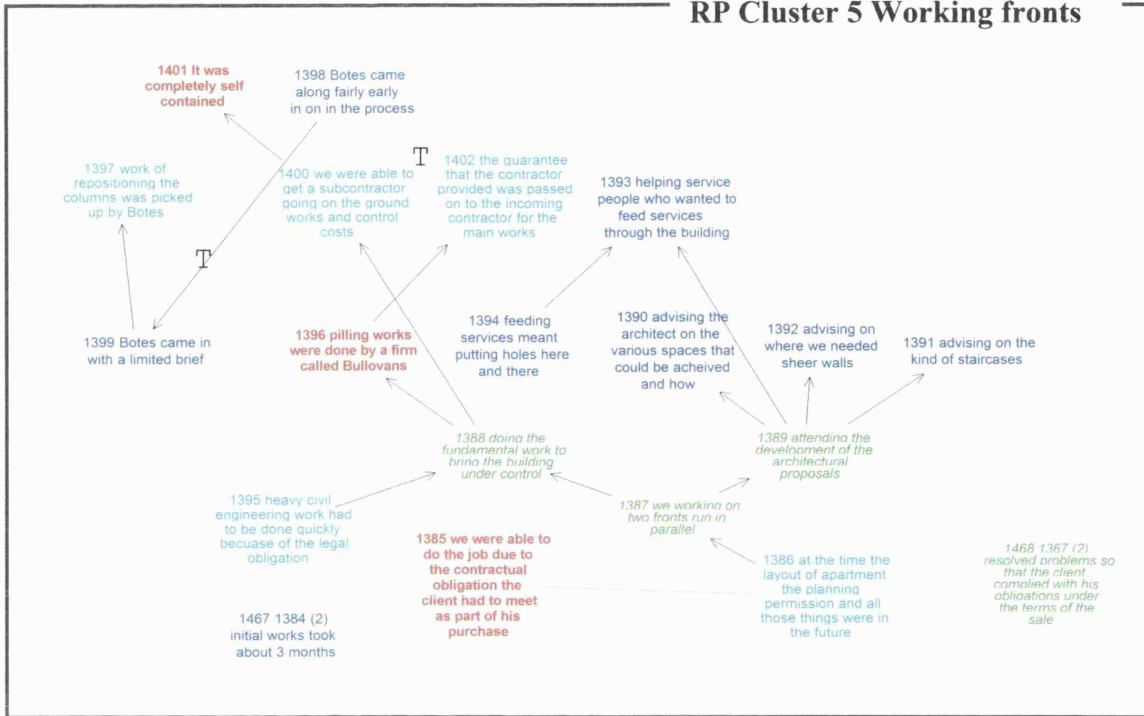 RP Cluster 5 Working fronts
1401 It was
completely self
contained
1398 Botes came
along fairly early
in on in the process
T
1397 work of
repositioning the
columns was picked
up by Botes
1400 we were able to
get a subcontractor
going on the ground
works and control
costs
1402 the guarantee
that the contractor
provided was passed
on to the incoming
contractor for the
main works
1393 helping service
people who wanted to
feed services
through the building
T
1399 Botes came in
with a limited brief
1396 pilling works
were done by a firm
called Bullovans
1394 feeding
services meant
putting holes here
and there
1390 advising the
architect on the
various spaces that
could be acheived
and how
1392 advising on
where we needed
sheer walls
1391 advising on the
kind of staircases
1388 doing the
fundamental work to
bring the building
under control
1389 attending the
development of the
architectural
proposals
1395 heavy civil
engineering work had
to be done quickly
becuase of the legal
obligation
1387 we working on
two fronts run in
parallel
1385 we were able to
do the job due to
the contractual
obligation the
client had to meet
as part of his
purchase
1386 at the time the
layout of apartment
the planning
permission and all
those things were in
the future
1468 1367 (2)
resolved problems so
that the client
complied with his
obligations under
the terms of the
sale
1467 1384 (2)
initial works took
about 3 months